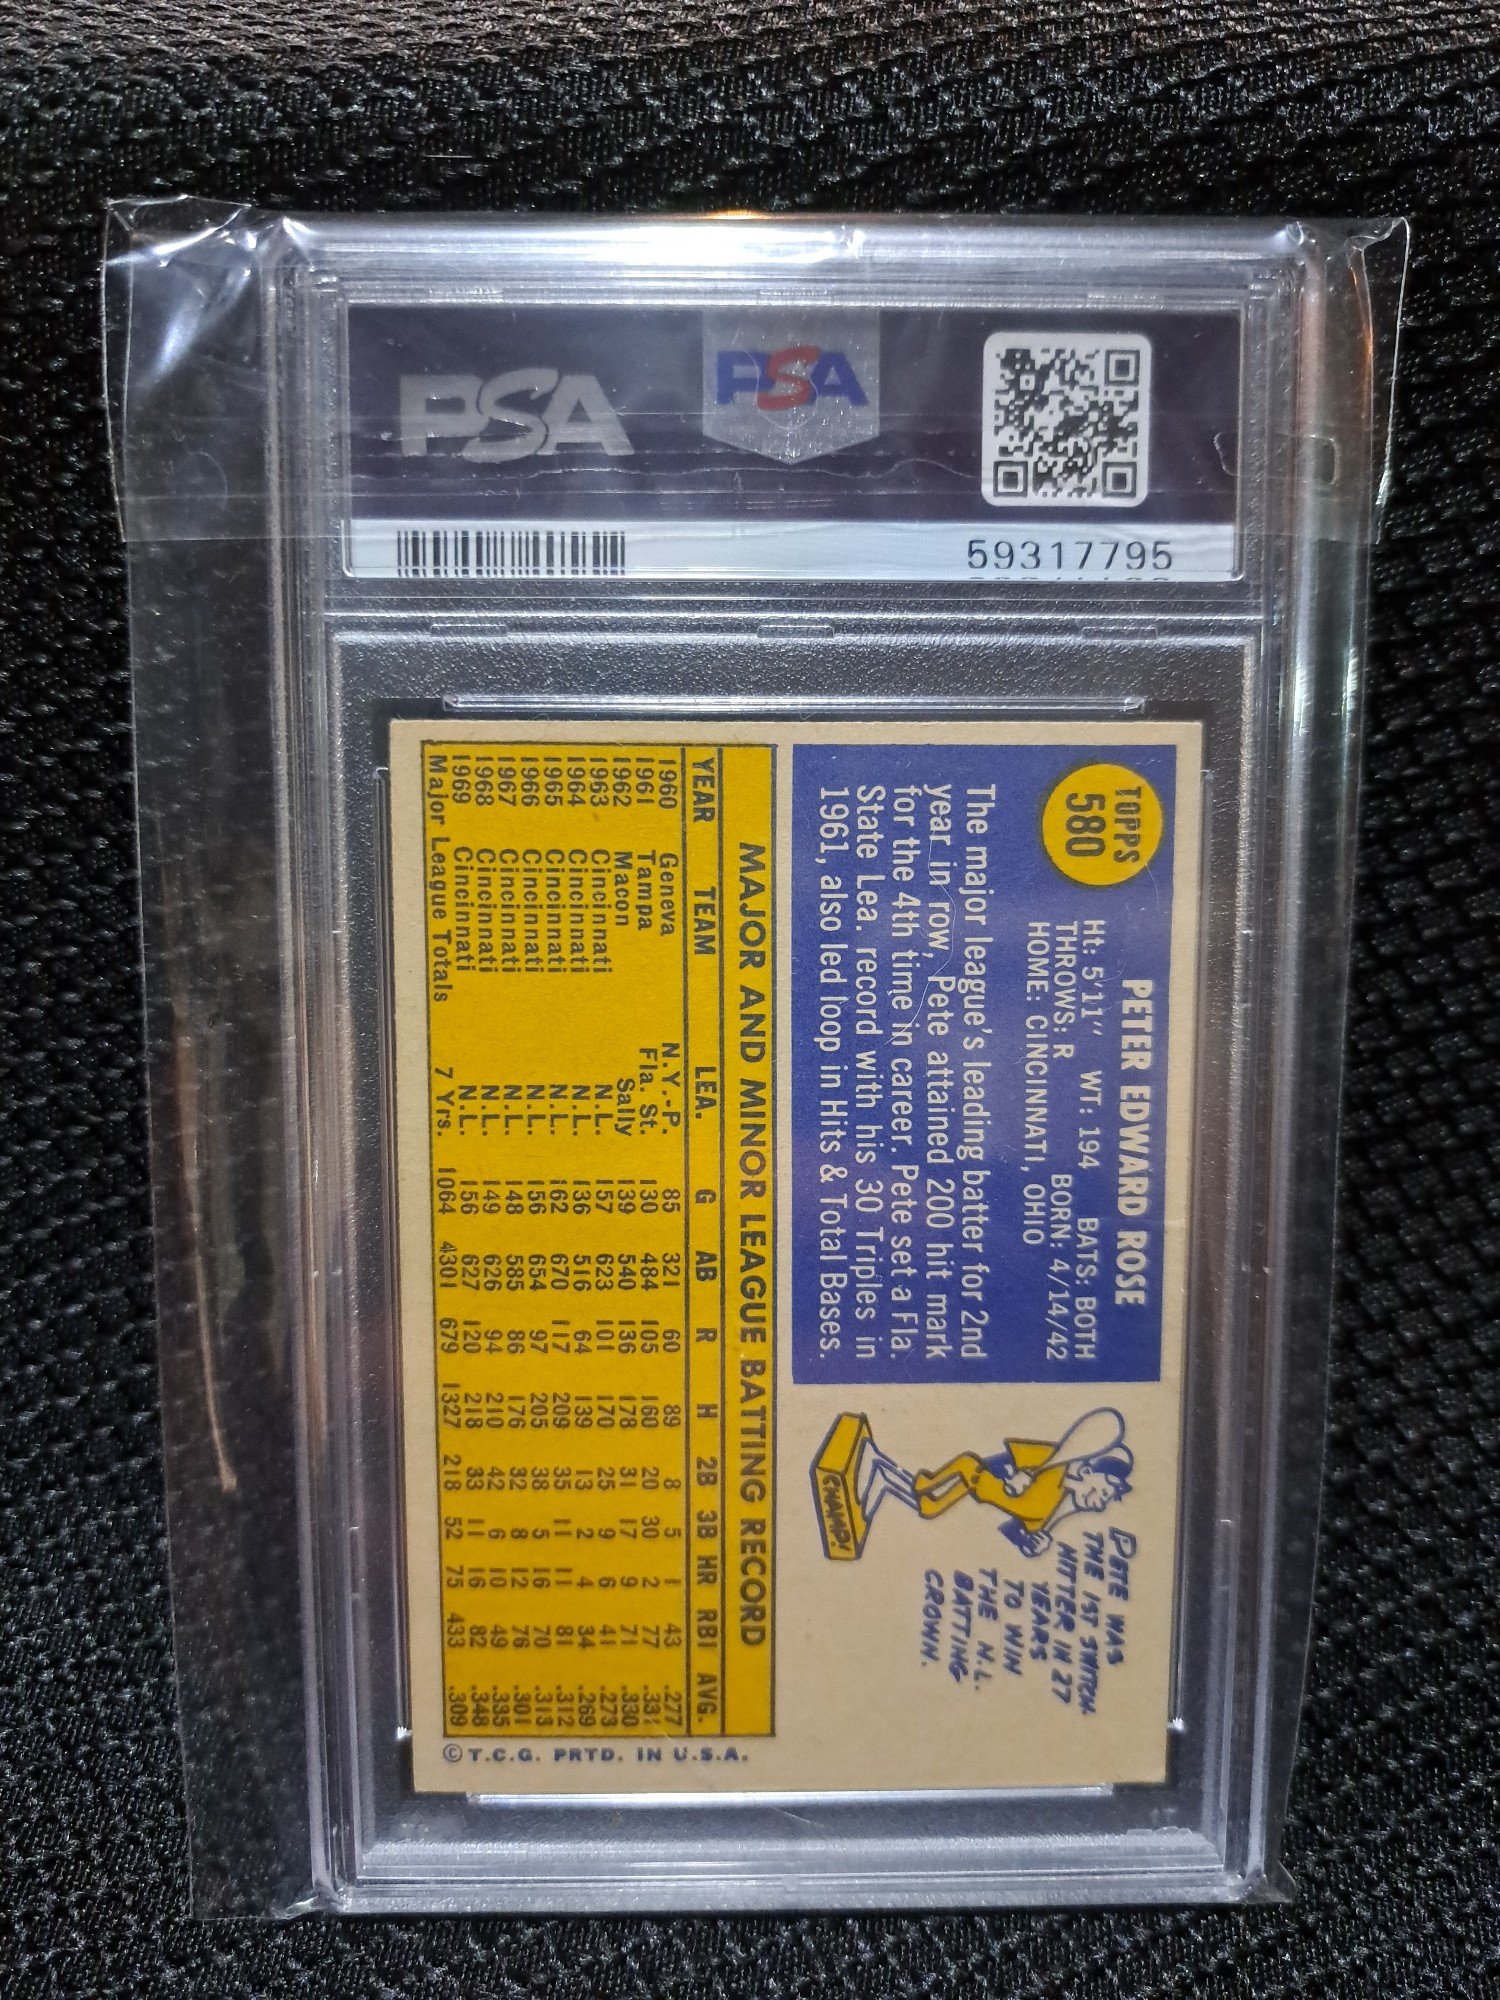 PSA
PSA
59317795
TOPPS
580
PETER EDWARD ROSE
Ht: 5'11" WT: 194 BATS: BOTH
THROWS: R BORN: 4/14/42
HOME: CINCINNATI, OHIO
The major league's leading batter for 2nd
year in row, Pete attained 200 hit mark
for the 4th time in career. Pete set a Fla.
State Lea. record with his 30 Triples in
1961, also led loop in Hits & Total Bases.
PETE WAS
THE 1ST SWITCH-
HITTER IN 27
YEARS
TO WIN
THE N.L.
BATTING
CROWN.
CHAMP!
MAJOR AND MINOR LEAGUE BATTING RECORD
YEAR TEAM LEA. G AB R H 2B 3B HR RBI AVG.
1960 Geneva N.Y.-P. 85 321 60 89 8 5 1 43 .277
1961 Tampa Fla. St. 130 484 105 160 20 30 2 77 .331
1962 Macon Sally 139 540 136 178 31 17 9 71 .330
1963 Cincinnati N.L. 157 623 101 170 25 9 6 41 .273
1964 Cincinnati N.L. 136 516 64 139 13 2 4 34 .269
1965 Cincinnati N.L. 162 670 117 209 35 11 11 81 .312
1966 Cincinnati N.L. 156 654 97 205 38 5 16 70 .313
1967 Cincinnati N.L. 148 585 86 176 32 8 12 76 .301
1968 Cincinnati N.L. 149 626 94 210 42 6 10 49 .335
1969 Cincinnati N.L. 156 627 120 218 33 11 16 82 .348
Major League Totals 7 Yrs. 1064 4301 679 1327 218 52 75 433 .309
© T.C.G. PRTD. IN U.S.A.